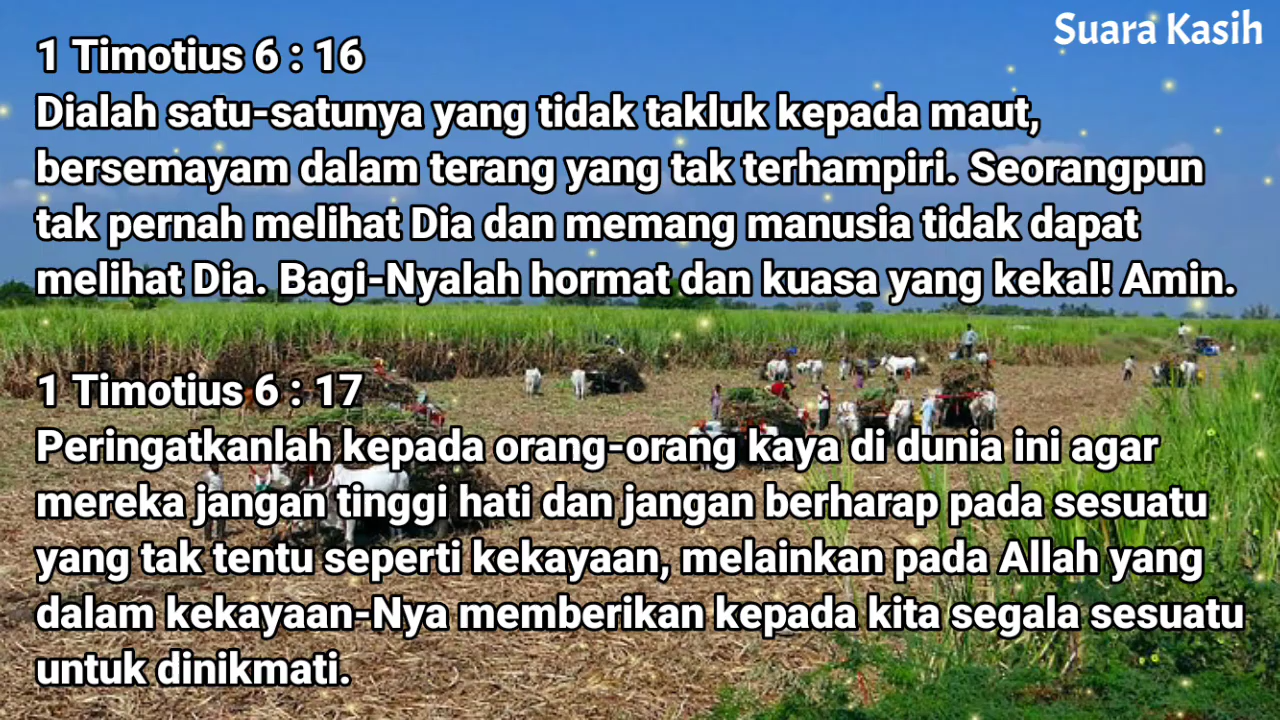 Suara Kasih
1 Timotius 6 : 16
Dialah satu-satunya yang tidak takluk kepada maut,
bersemayam dalam terang yang tak terhampiri. Seorangpun
tak pernah melihat Dia dan memang manusia tidak dapat
melihat Dia. Bagi-Nyalah hormat dan kuasa yang kekal! Amin.
1 Timotius 6 : 17
Peringatkanlah kepada orang-orang kaya di dunia ini agar
mereka jangan tinggi hati dan jangan berharap pada sesuatu
yang tak tentu seperti kekayaan, melainkan pada Allah yang
dalam kekayaan-Nya memberikan kepada kita segala sesuatu
untuk dinikmati.